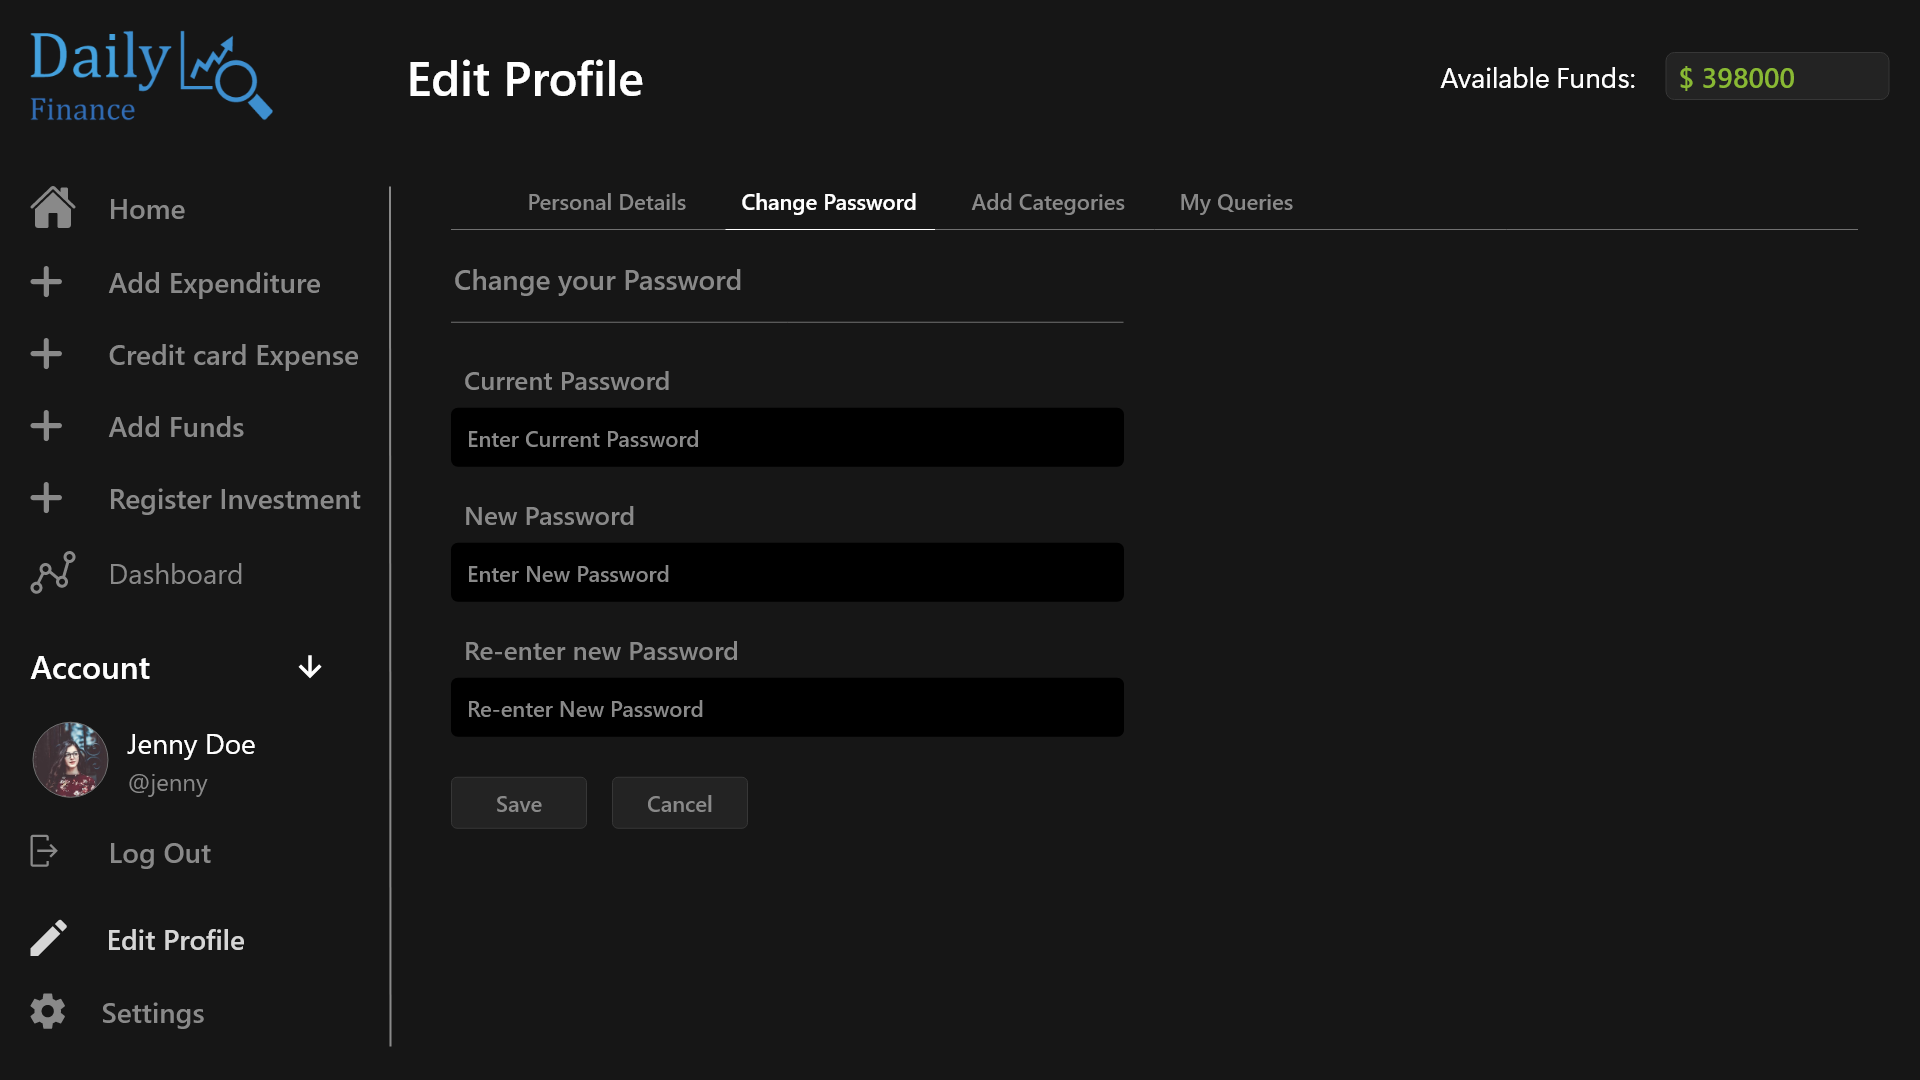 Daily
Finance
Edit Profile
Available Funds:
$ 398000
Home
Add Expenditure
Credit card Expense
Add Funds
Register Investment
Dashboard
Account
Jenny Doe
@jenny
Log Out
Edit Profile
Settings
Personal Details
Change Password
Add Categories
My Queries
Change your Password
Current Password
Enter Current Password
New Password
Enter New Password
Re-enter new Password
Re-enter New Password
Save
Cancel